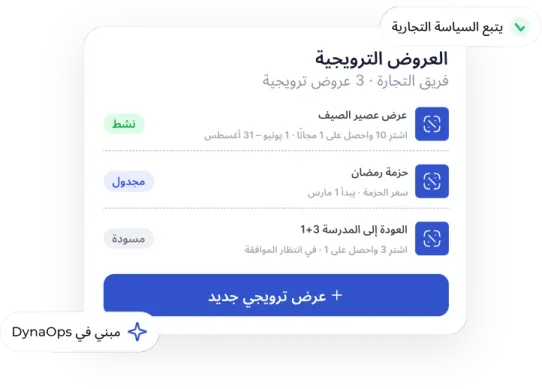 يتبع السياسة التجارية
العروض الترويجية
فريق التجارة · 3 عروض ترويجية
عرض عصير الصيف
نشط
اشترِ 10 واحصل على 1 مجانًا · 1 يونيو – 31 أغسطس
حزمة رمضان
مجدول
سعر الحزمة · يبدأ 1 مارس
العودة إلى المدرسة 3+1
مسودة
اشترِ 3 واحصل على 1 · في انتظار الموافقة
+ عرض ترويجي جديد
مبني في DynaOps